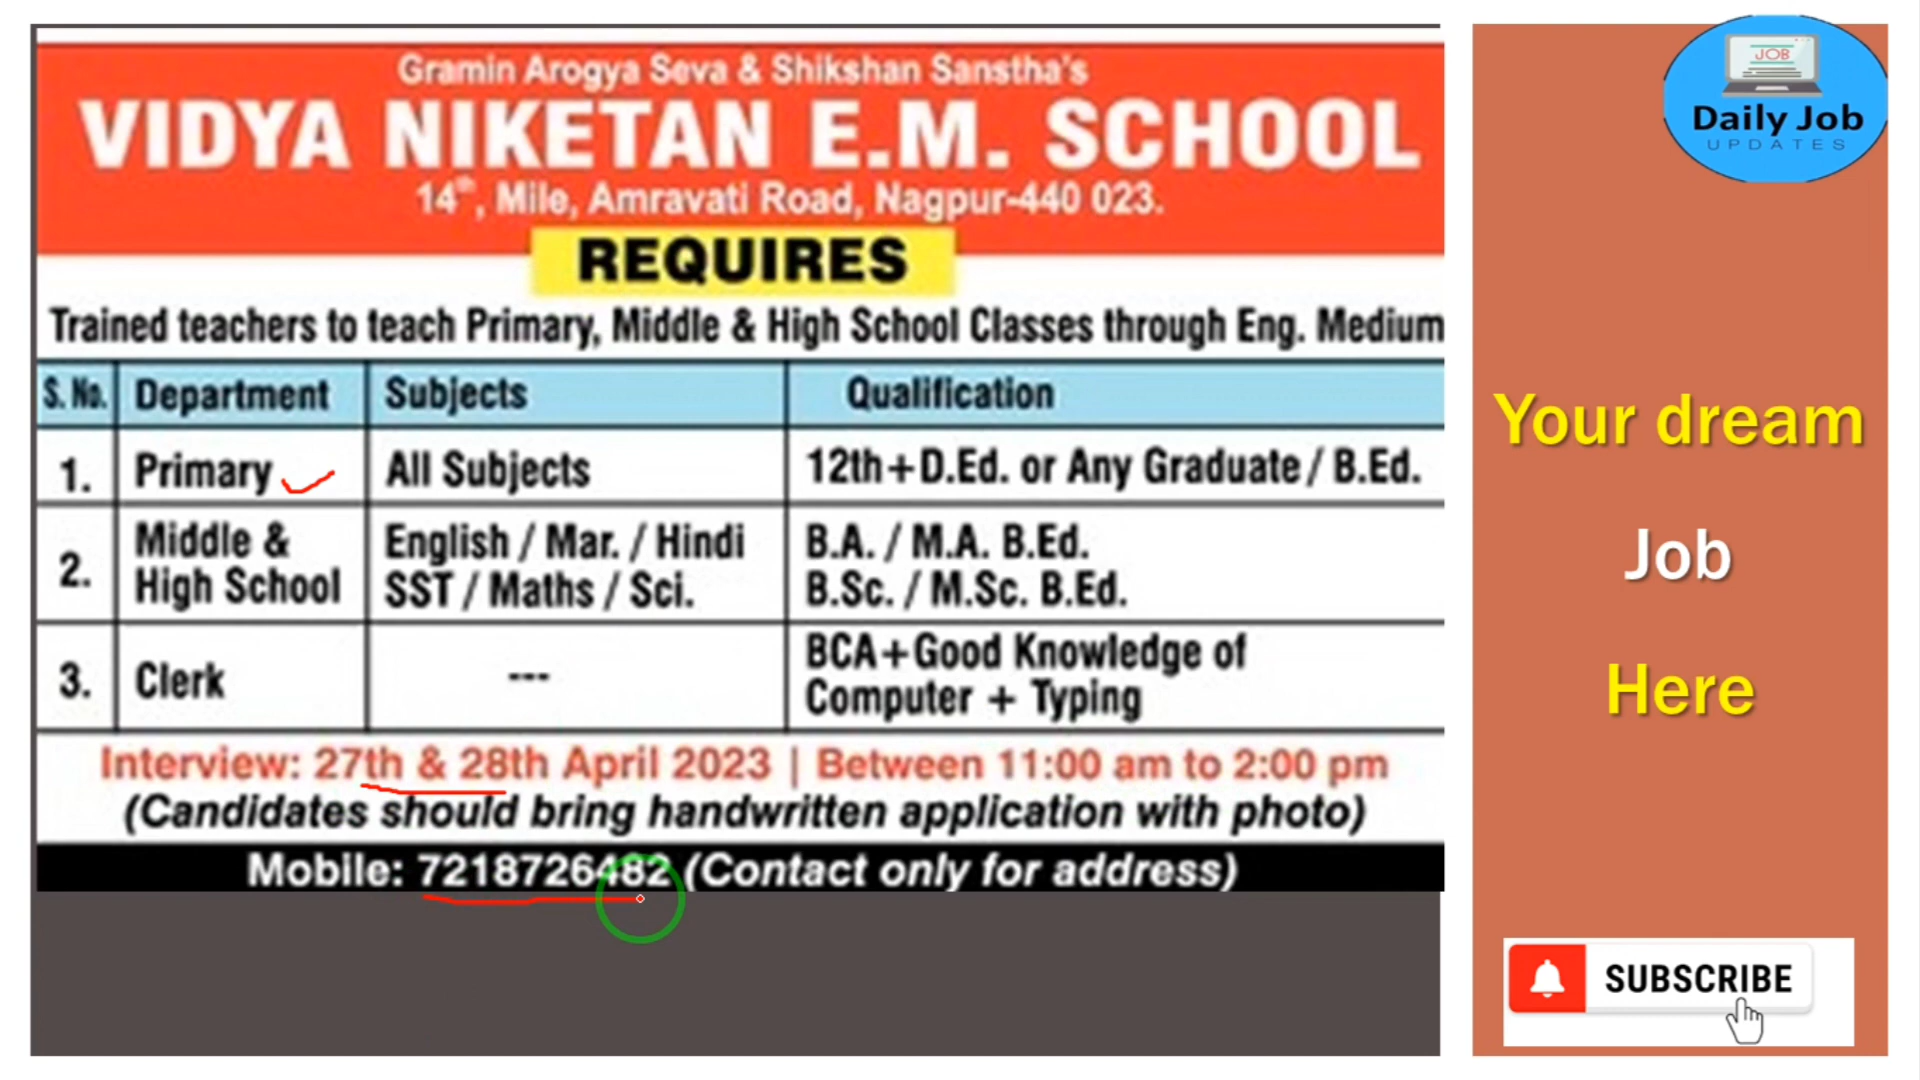 Gramin Arogya Seva & Shikshan Sanstha's
VIDYA NIKETAN E.M. SCHOOL
14th, Mile, Amravati Road, Nagpur-440 023.
REQUIRES
Trained teachers to teach Primary, Middle & High School Classes through Eng. Medium
S. No. Department Subjects Qualification
1. Primary All Subjects 12th+D.Ed. or Any Graduate / B.Ed.
2. Middle & High School English / Mar. / Hindi B.A. / M.A. B.Ed.
SST / Maths / Sci. B.Sc. / M.Sc. B.Ed.
3. Clerk --- BCA+Good Knowledge of
Computer + Typing
Interview: 27th & 28th April 2023 | Between 11:00 am to 2:00 pm
(Candidates should bring handwritten application with photo)
Mobile: 7218726482 (Contact only for address)
JOB
Daily Job
UPDATES
Your dream
Job
Here
SUBSCRIBE